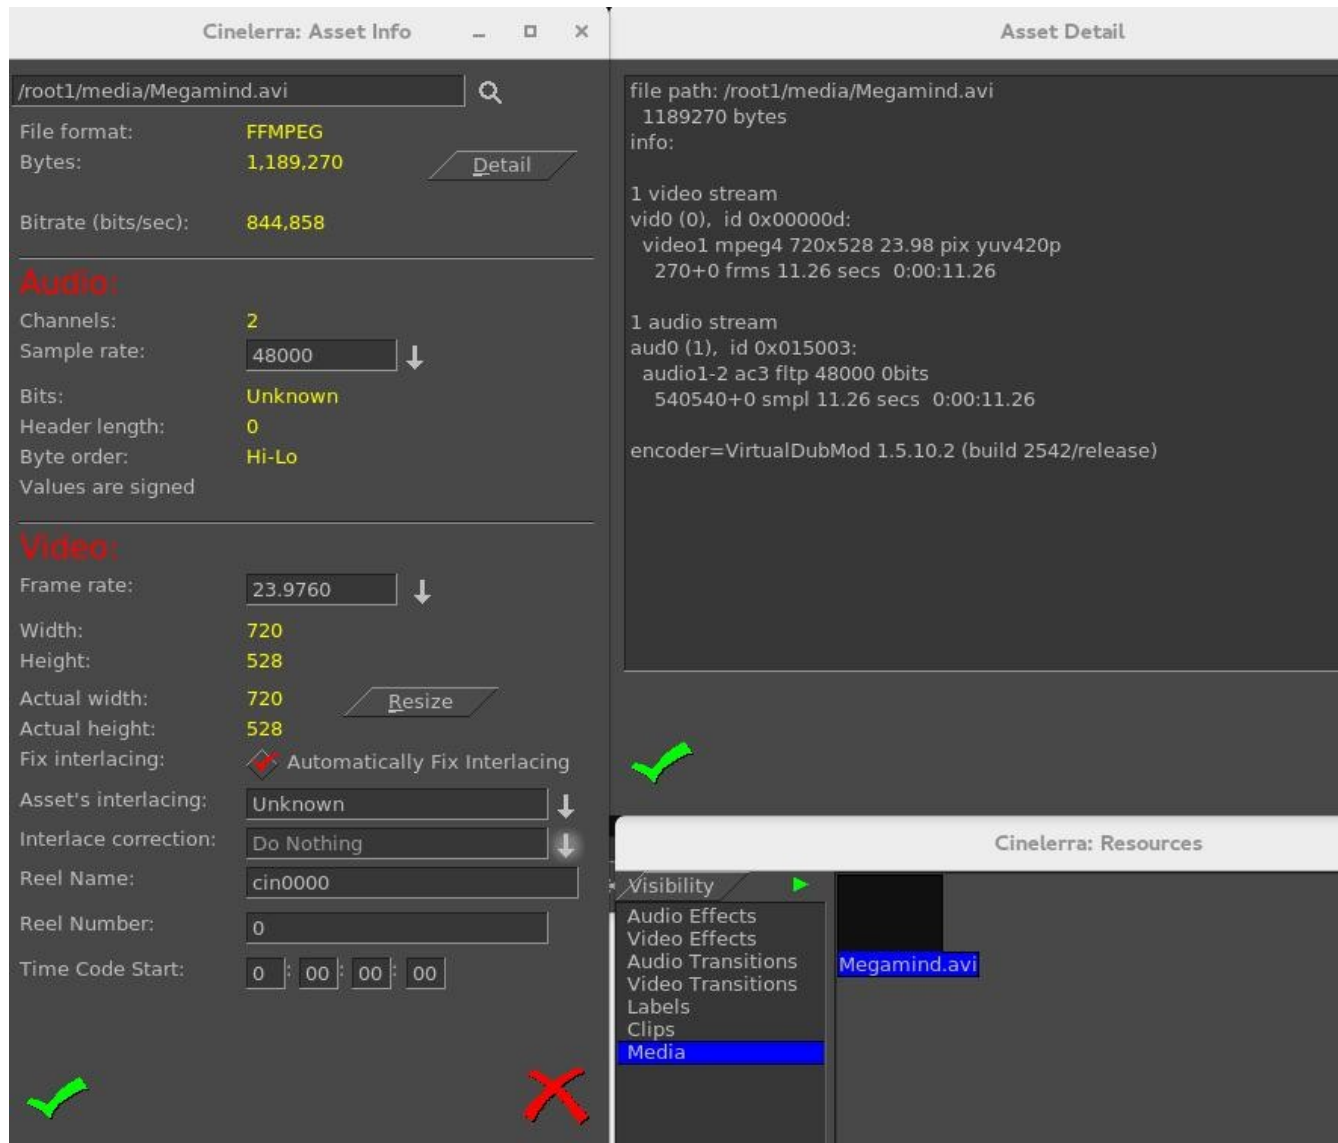 Cinelerra: Asset Info
/root1/media/Megamind.avi
File format: FFMPEG
Bytes: 1,189,270 Detail
Bitrate (bits/sec): 844,858
Audio:
Channels: 2
Sample rate: 48000
Bits: Unknown
Header length: 0
Byte order: Hi-Lo
Values are signed
Video:
Frame rate: 23.9760
Width: 720
Height: 528
Actual width: 720 Resize
Actual height: 528
Fix interlacing: Automatically Fix Interlacing
Asset's interlacing: Unknown
Interlace correction: Do Nothing
Reel Name: cin0000
Reel Number: 0
Time Code Start: 0 : 00 : 00 : 00
Asset Detail
file path: /root1/media/Megamind.avi
1189270 bytes
info:
1 video stream
vid0 (0), id 0x00000d:
video1 mpeg4 720x528 23.98 pix yuv420p
270+0 frms 11.26 secs 0:00:11.26
1 audio stream
aud0 (1), id 0x015003:
audio1-2 ac3 fltp 48000 0bits
540540+0 smpl 11.26 secs 0:00:11.26
encoder=VirtualDubMod 1.5.10.2 (build 2542/release)
Cinelerra: Resources
Visibility
Audio Effects
Video Effects
Audio Transitions
Video Transitions
Labels
Clips
Media
Megamind.avi